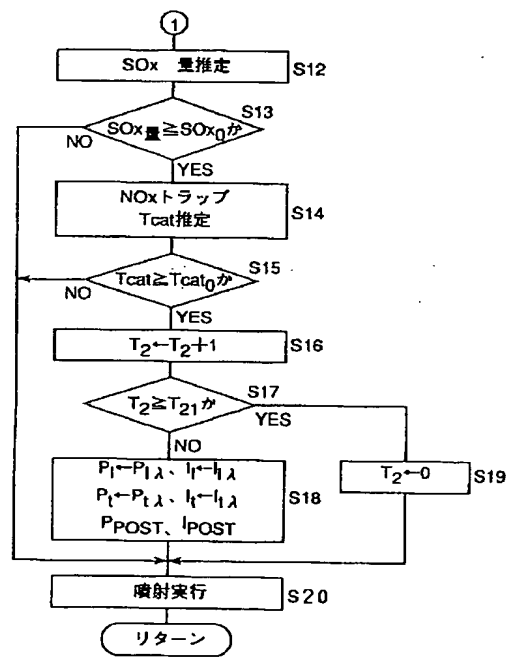 1
SOx 量推定 S12
S13
SOx量≧SOx0か
NO
YES
NOxトラップ
Tcat推定
S14
S15
Tcat≧Tcat0か
NO
YES
T2←T2+1 S16
S17
T2≧T21か
YES
NO
Pl←Plλ、Il←Ilλ
Pt←Ptλ、It←Itλ
PPOST、IPOST
S18
T2←0 S19
噴射実行 S20
リターン